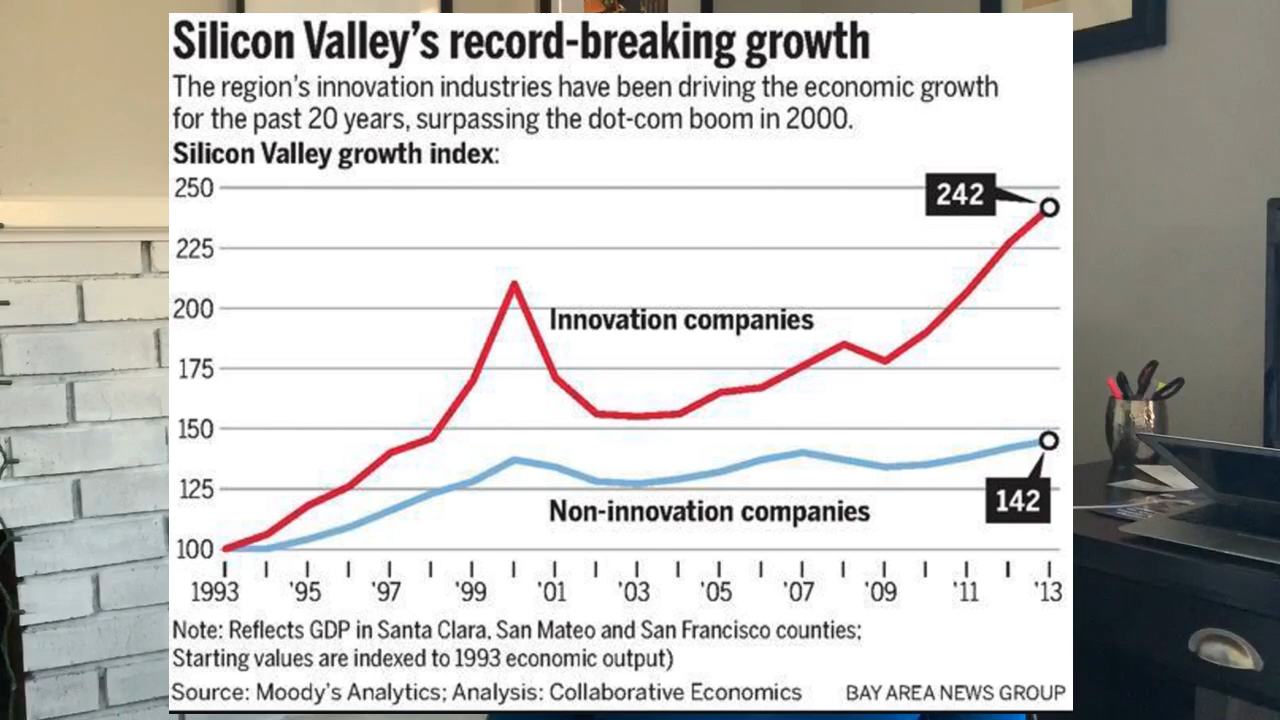 Silicon Valley's record-breaking growth
The region's innovation industries have been driving the economic growth
for the past 20 years, surpassing the dot-com boom in 2000.
Silicon Valley growth index:
250
242
225
200
Innovation companies
175
150
142
125
Non-innovation companies
100
1993 '95 '97 '99 '01 '03 '05 '07 '09 '11 '13
Note: Reflects GDP in Santa Clara, San Mateo and San Francisco counties;
Starting values are indexed to 1993 economic output)
Source: Moody's Analytics; Analysis: Collaborative Economics BAY AREA NEWS GROUP